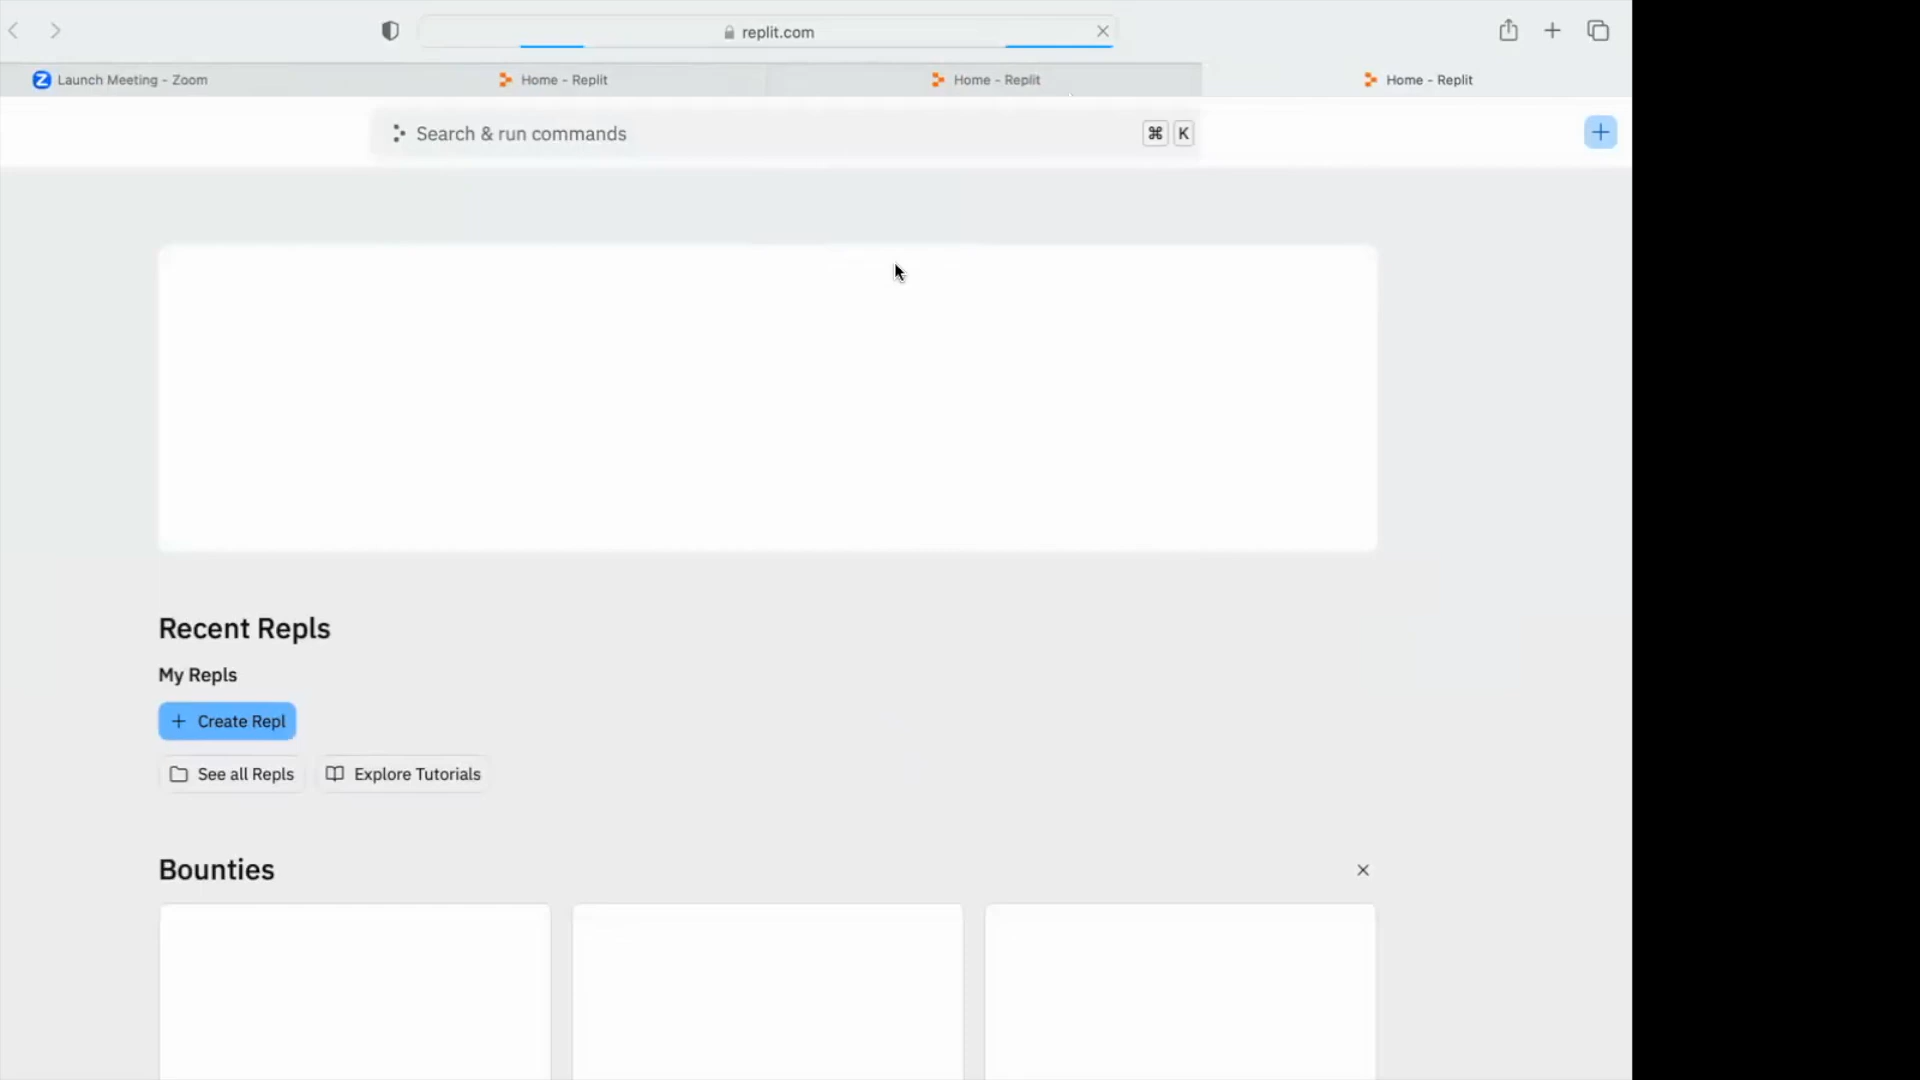 replit.com
Launch Meeting - Zoom
Home - Replit
Home - Replit
Home - Replit
Search & run commands
⌘ K
Recent Repls
My Repls
+ Create Repl
See all Repls
Explore Tutorials
Bounties